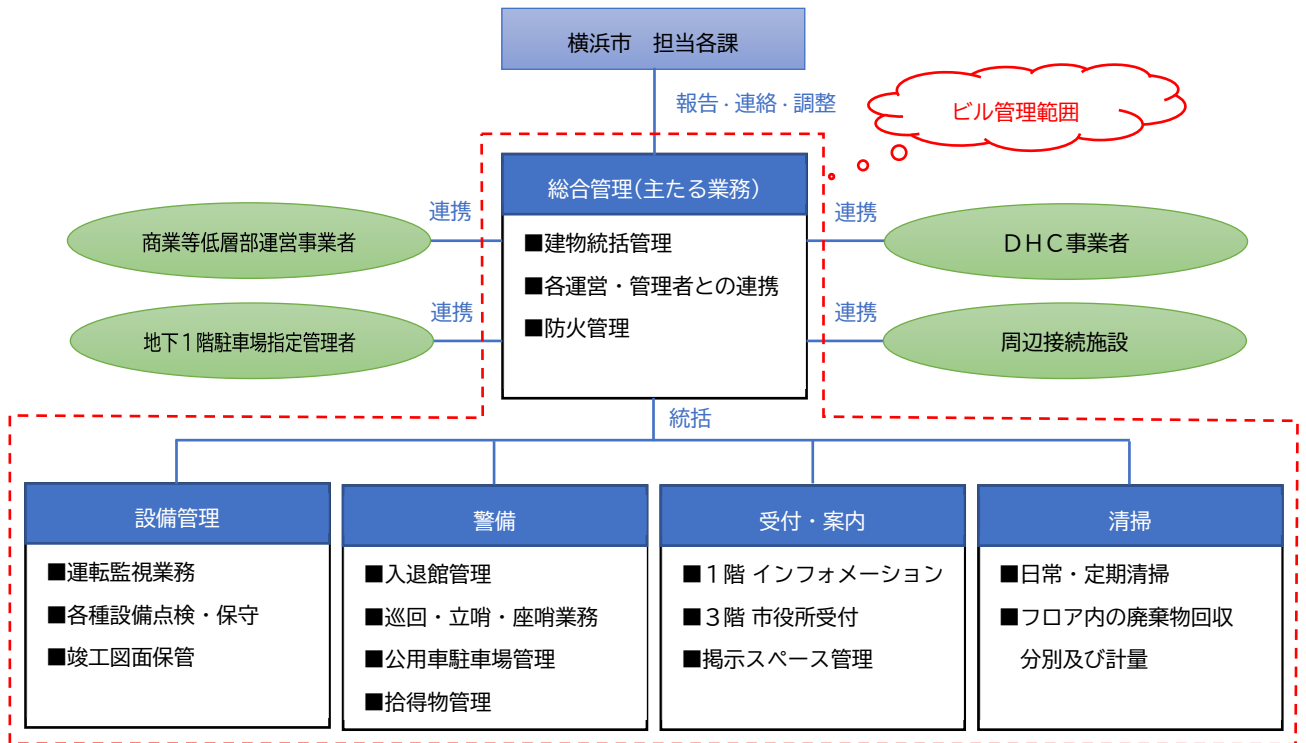 横浜市　担当各課
報告・連絡・調整
ビル管理範囲
総合管理(主たる業務)
■建物統括管理
■各運営・管理者との連携
■防火管理
連携
商業等低層部運営事業者
連携
地下１階駐車場指定管理者
連携
ＤＨＣ事業者
連携
周辺接続施設
統括
設備管理
■運転監視業務
■各種設備点検・保守
■竣工図面保管
警備
■入退館管理
■巡回・立哨・座哨業務
■公用車駐車場管理
■拾得物管理
受付・案内
■１階 インフォメーション
■３階 市役所受付
■掲示スペース管理
清掃
■日常・定期清掃
■フロア内の廃棄物回収
分別及び計量